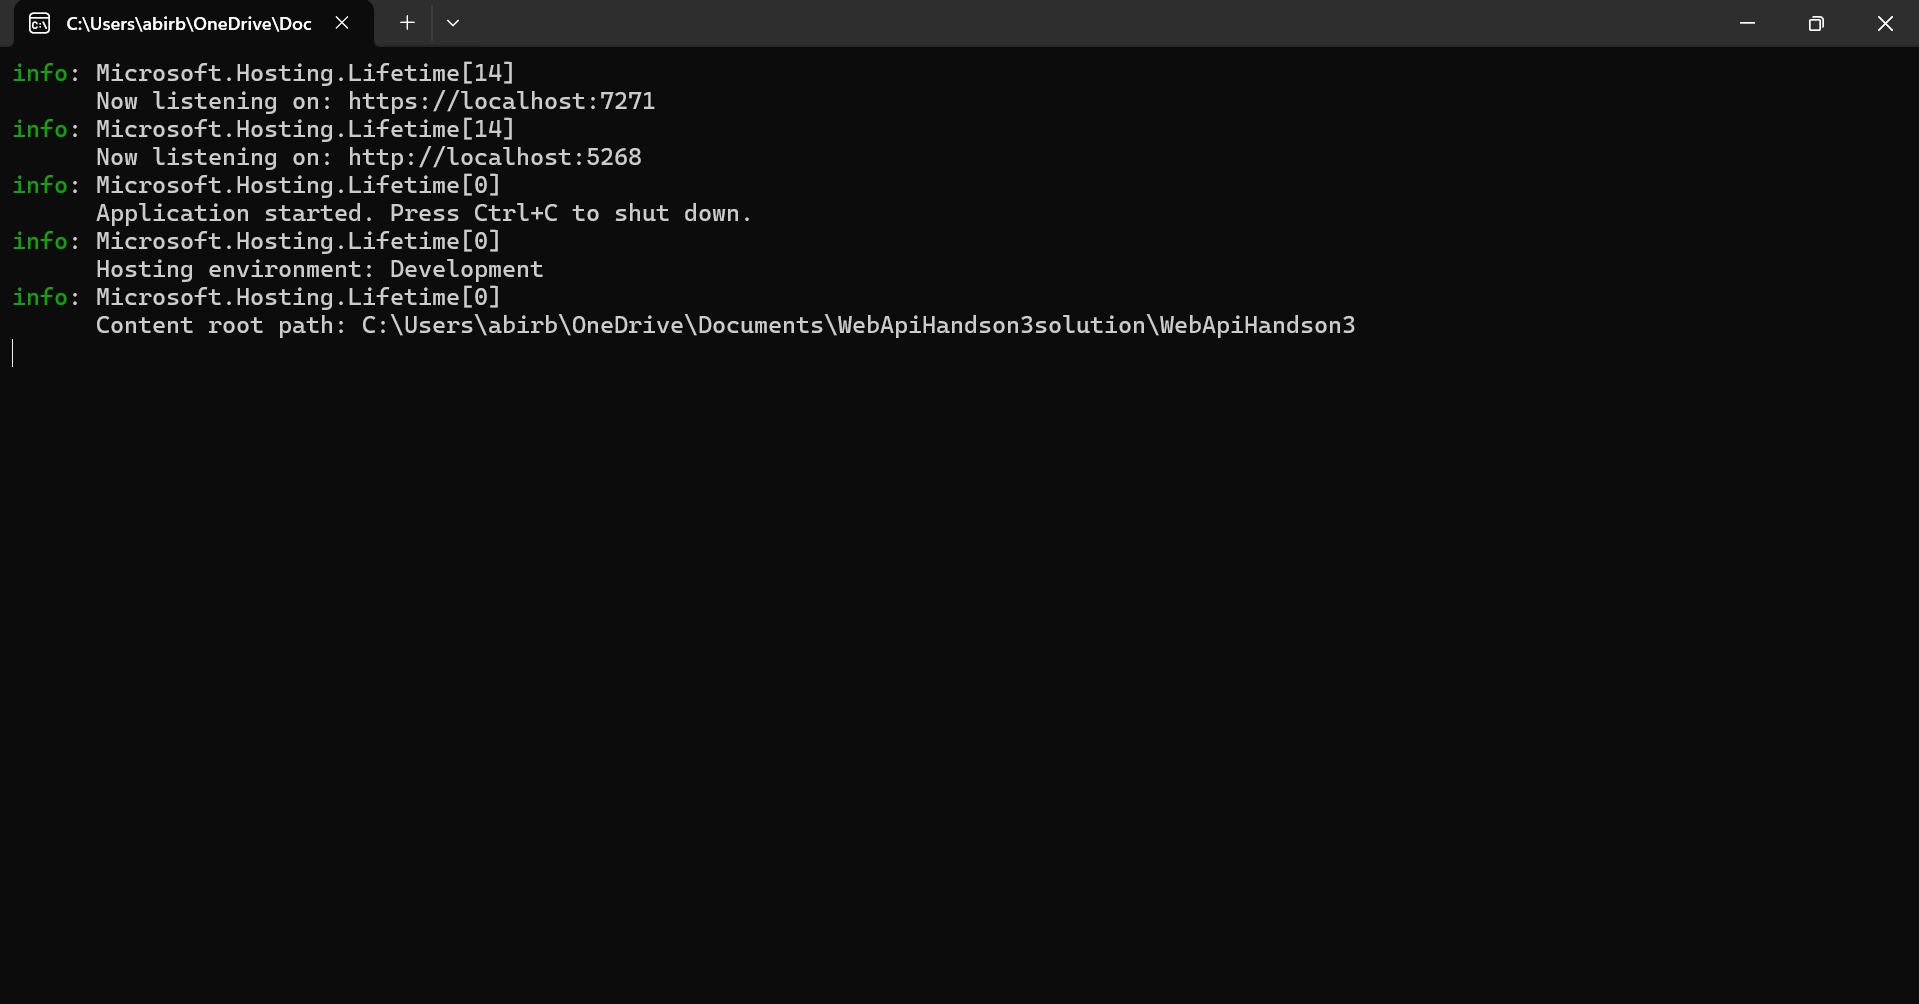 C:\Users\abirb\OneDrive\Doc
info: Microsoft.Hosting.Lifetime[14]
      Now listening on: https://localhost:7271
info: Microsoft.Hosting.Lifetime[14]
      Now listening on: http://localhost:5268
info: Microsoft.Hosting.Lifetime[0]
      Application started. Press Ctrl+C to shut down.
info: Microsoft.Hosting.Lifetime[0]
      Hosting environment: Development
info: Microsoft.Hosting.Lifetime[0]
      Content root path: C:\Users\abirb\OneDrive\Documents\WebApiHandson3solution\WebApiHandson3